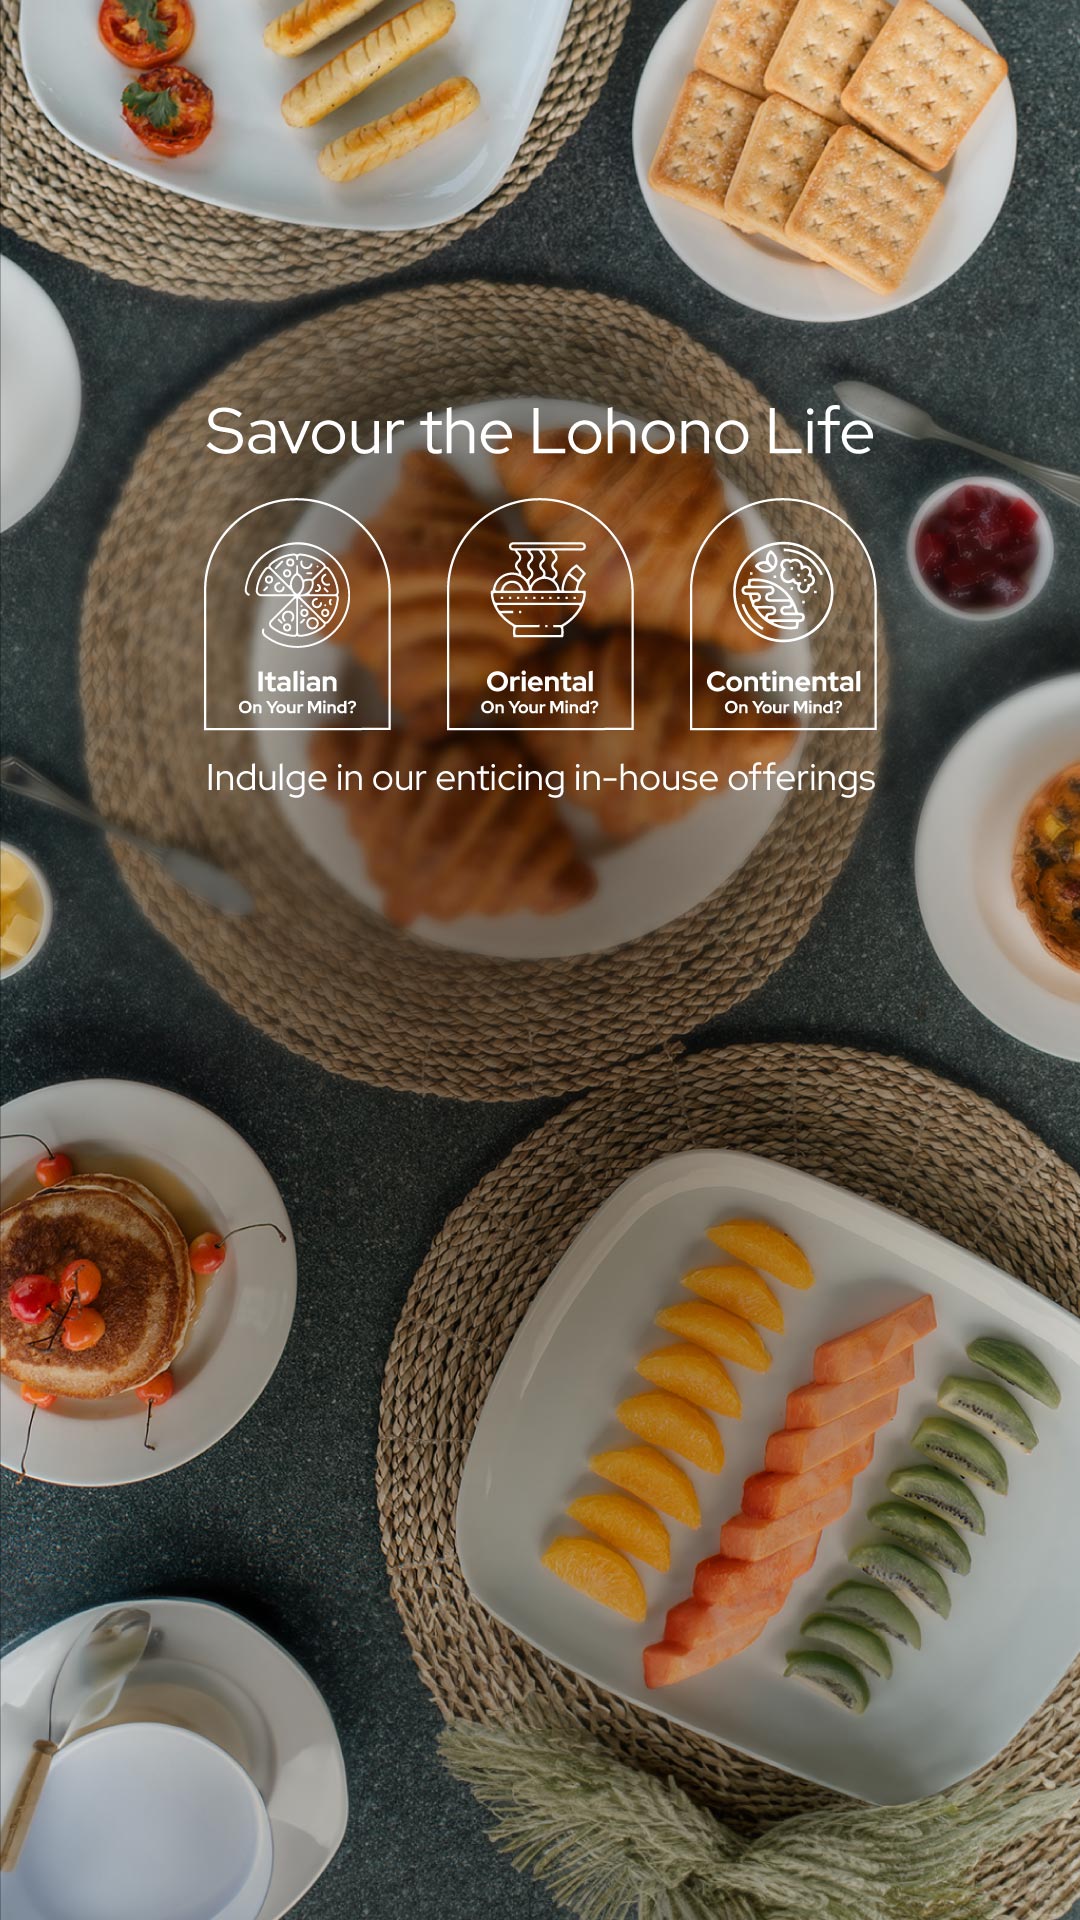 Savour the Lohono Life
Italian
On Your Mind?
Oriental
On Your Mind?
Continental
On Your Mind?
Indulge in our enticing in-house offerings